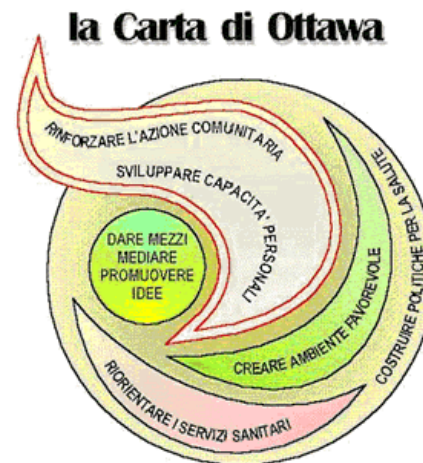 la Carta di Ottawa
RINFORZARE L'AZIONE COMUNITARIA
SVILUPPARE CAPACITA' PERSONALI
DARE MEZZI
MEDIARE
PROMUOVERE
IDEE
CREARE AMBIENTE FAVOREVOLE
COSTRUIRE POLITICHE PER LA SALUTE
RIORIENTARE I SERVIZI SANITARI